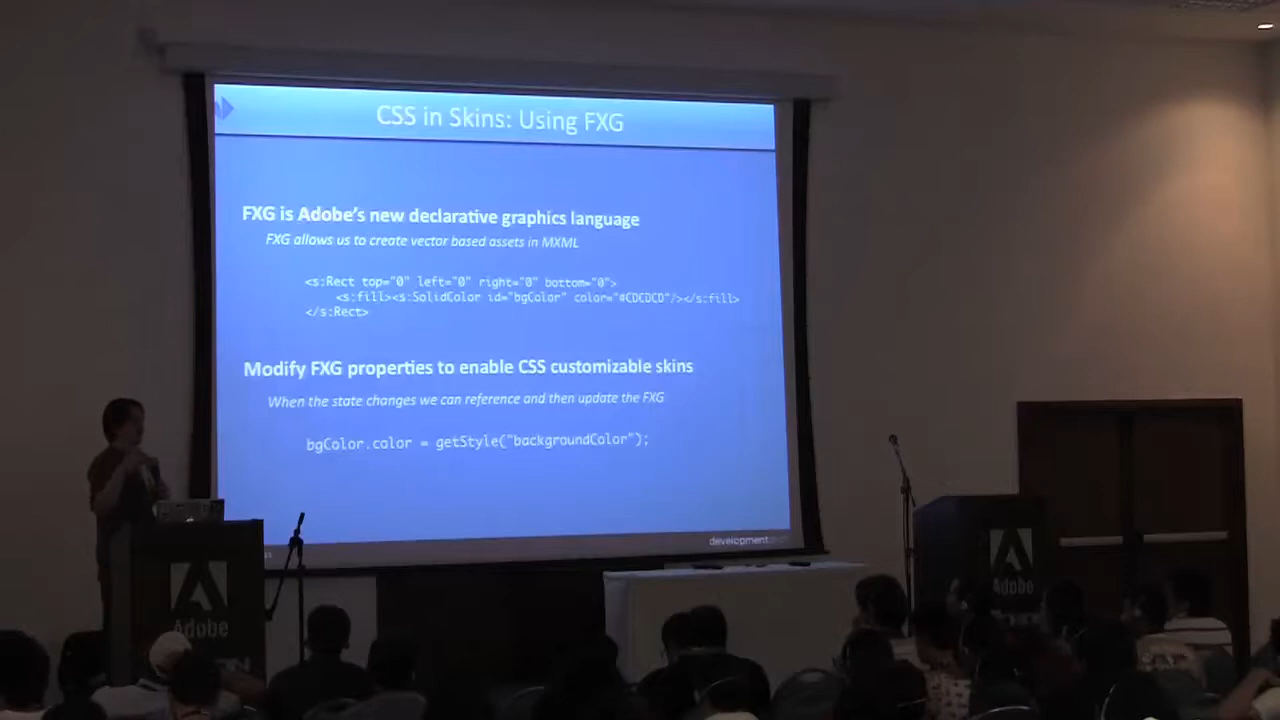 CSS in Skins: Using FXG
FXG is Adobe's new declarative graphics language
FXG allows us to create vector based assets in MXML
<s:Rect top="0" left="0" right="0" bottom="0">
<s:fill><s:SolidColor id="bgColor" color="#CDCDCD"/></s:fill>
</s:Rect>
Modify FXG properties to enable CSS customizable skins
When the state changes we can reference and then update the FXG
bgColor.color = getStyle("backgroundColor");
development
Adobe
Adobe